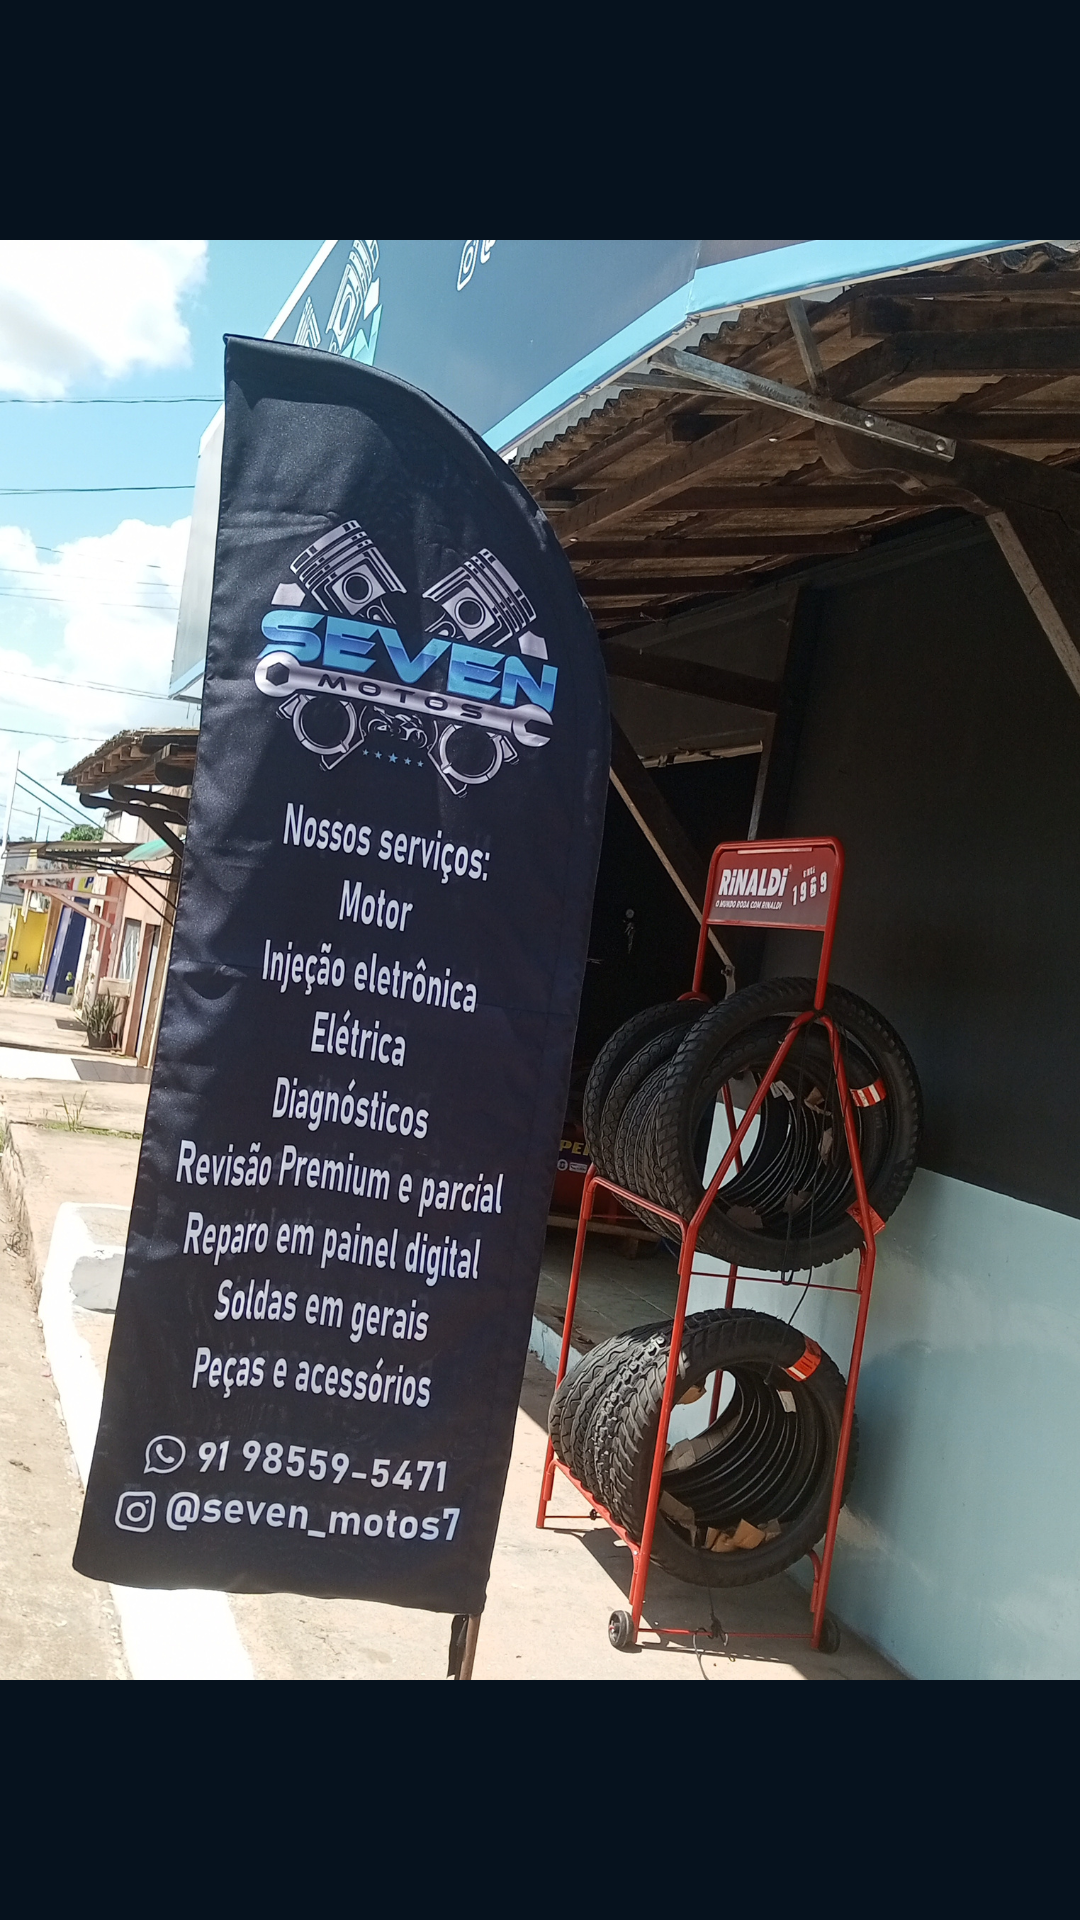 SEVEN
MOTOS
Nossos serviços:
Motor
Injeção eletrônica
Elétrica
Diagnósticos
Revisão Premium e parcial
Reparo em painel digital
Soldas em gerais
Peças e acessórios
91 98559-5471
@seven_motos7
RiNALDi
SINCE
1969
O MUNDO RODA COM RINALDI